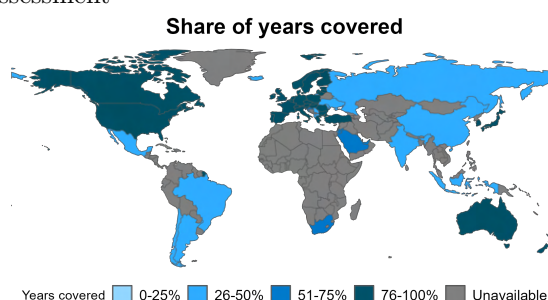 Share of years covered
Years covered 0-25% 26-50% 51-75% 76-100% Unavailable